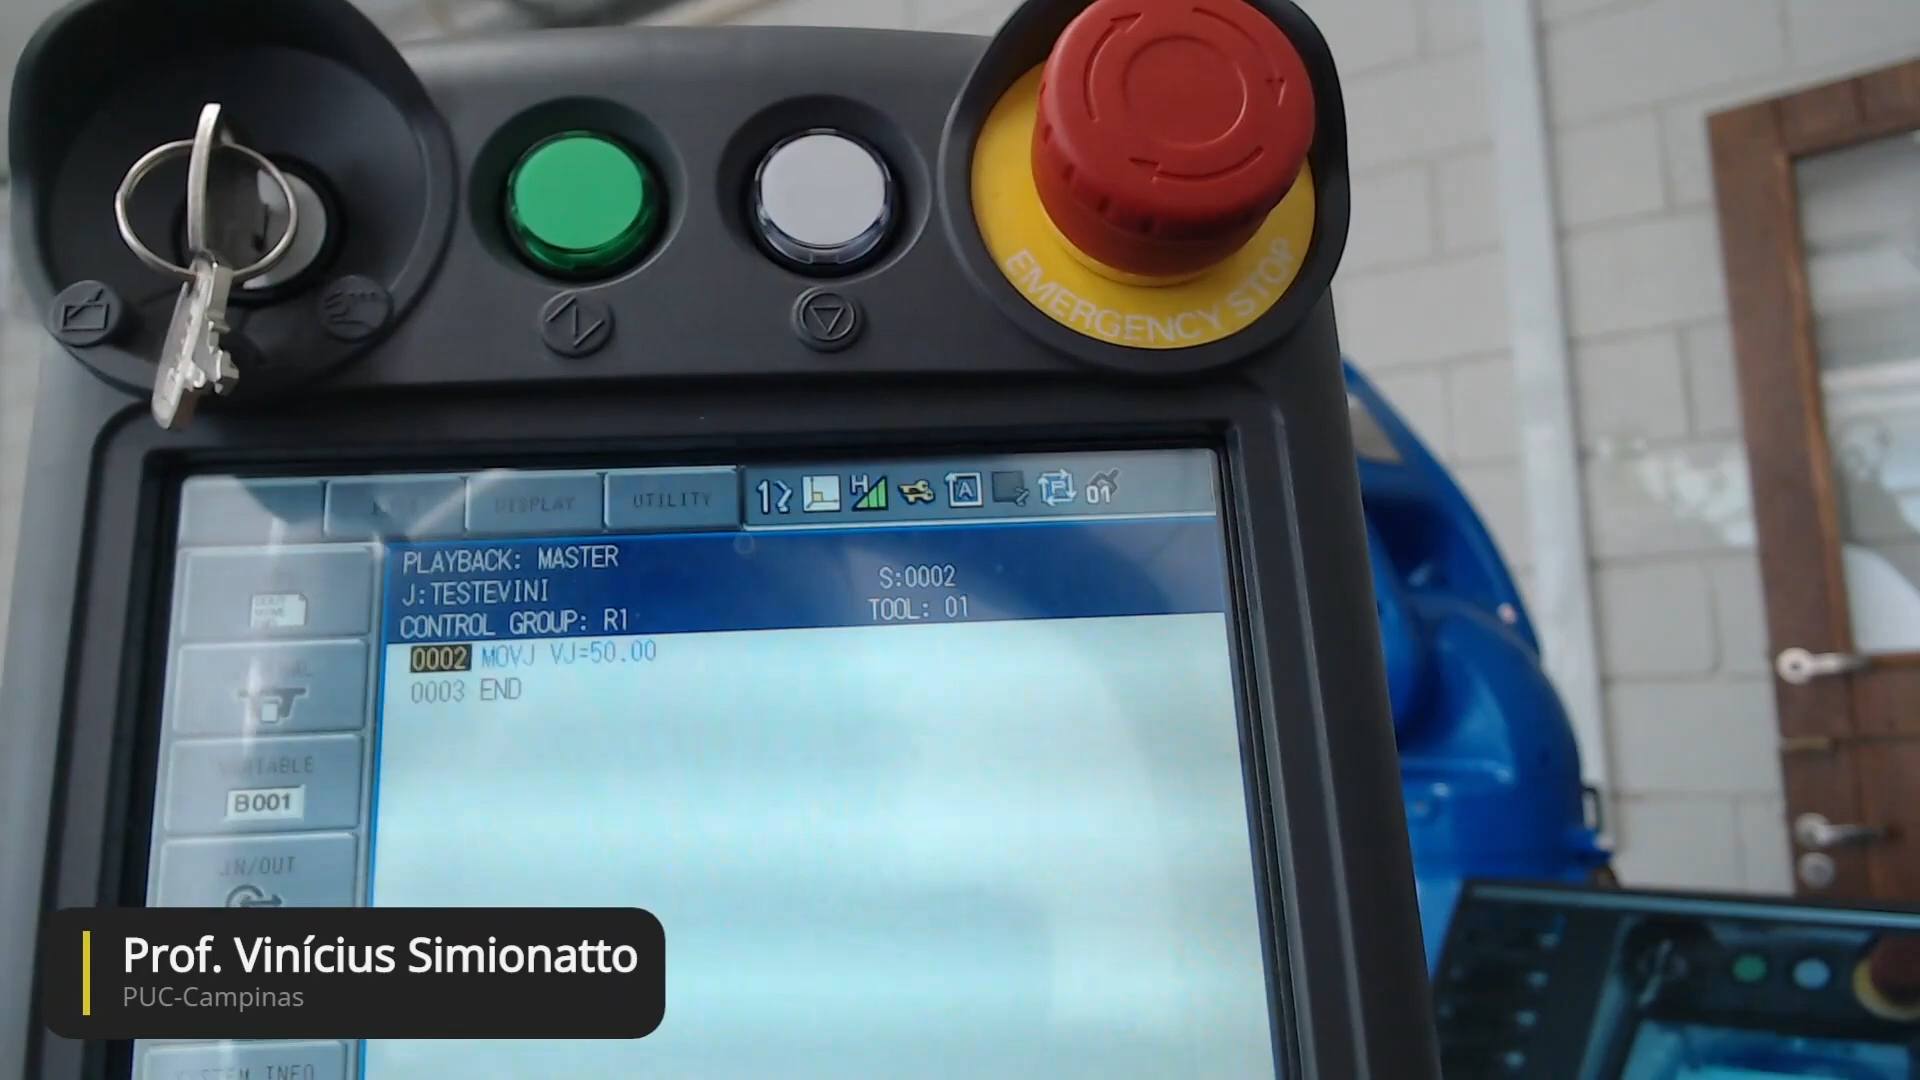 EMERGENCY STOP
DISPLAY
UTILITY
01
PLAYBACK: MASTER
J:TESTEVINI
S:0002
CONTROL GROUP: R1
TOOL: 01
0002 MOVJ VJ=50.00
0003 END
VARIABLE
B001
IN/OUT
Prof. Vinícius Simionatto
PUC-Campinas
SYSTEM INFO